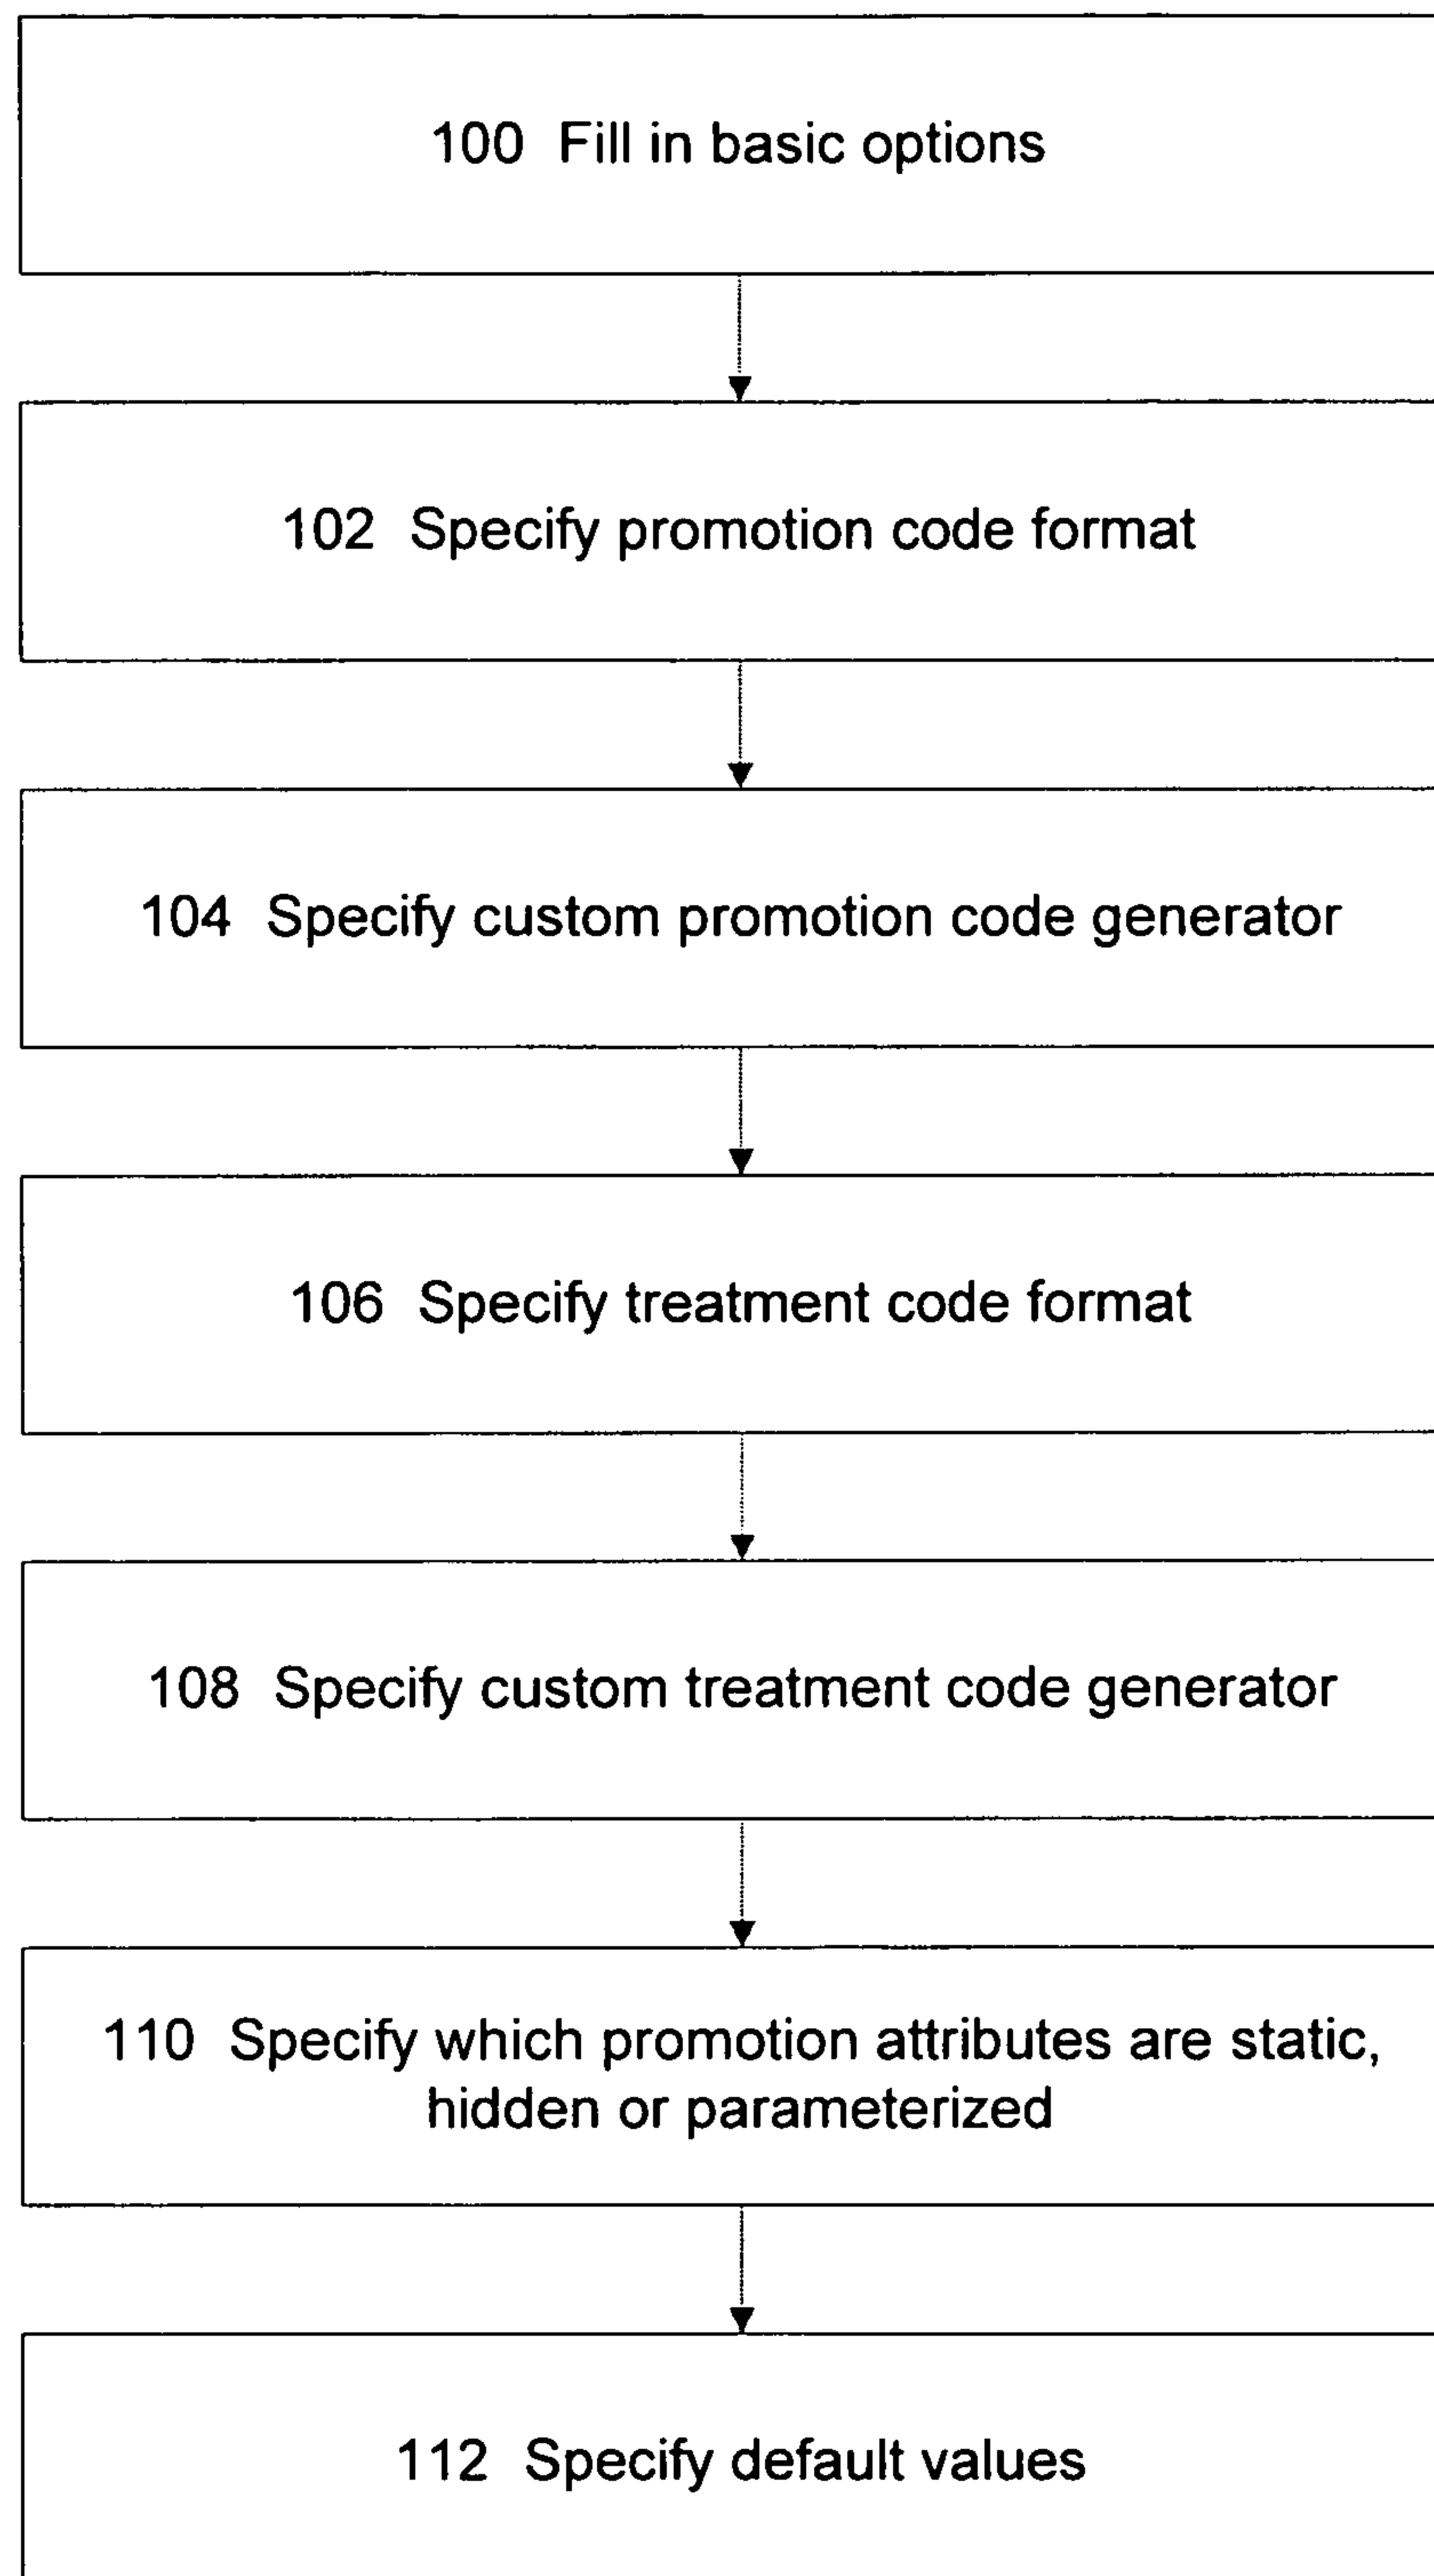 100 Fill in basic options
102 Specify promotion code format
104 Specify custom promotion code generator
106 Specify treatment code format
108 Specify custom treatment code generator
110 Specify which promotion attributes are static,
hidden or parameterized
112 Specify default values